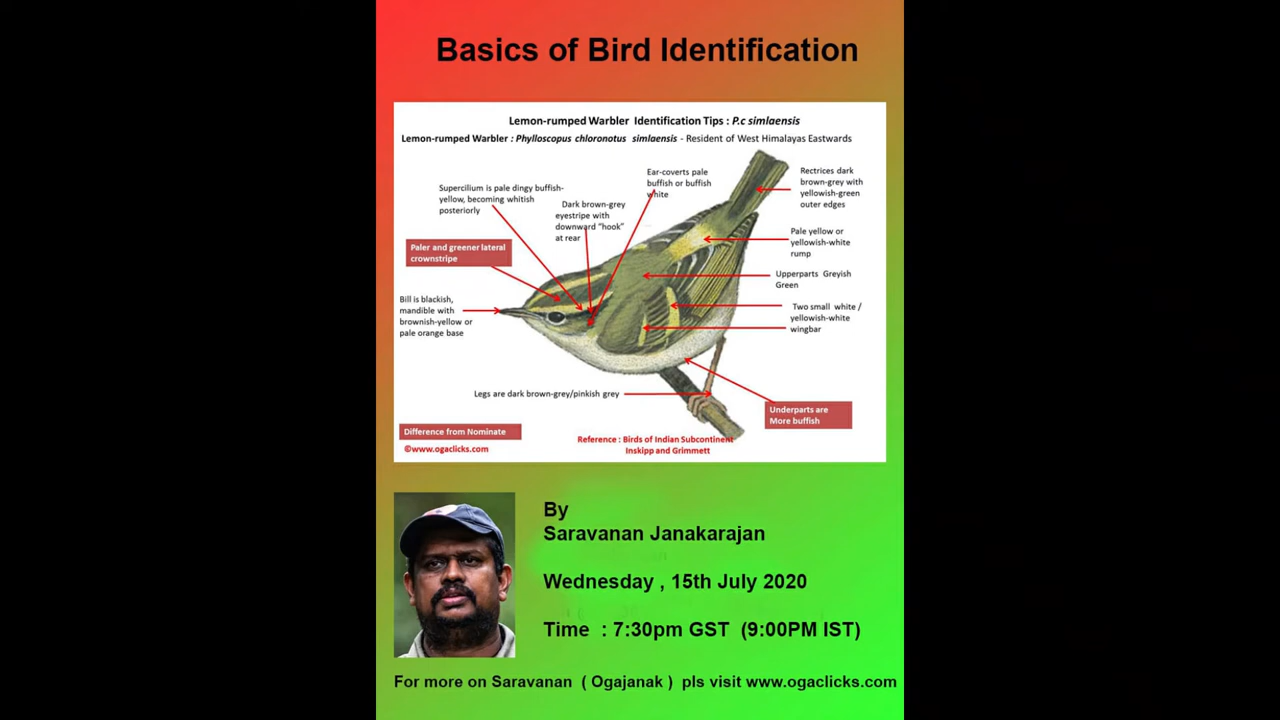 Basics of Bird Identification
Lemon-rumped Warbler Identification Tips : P.c simlaensis
Lemon-rumped Warbler : Phylloscopus chloronotus simlaensis - Resident of West Himalayas Eastwards
Supercilium is pale dingy buffish-
yellow, becoming whitish
posteriorly
Dark brown-grey
eyestripe with
downward "hook"
at rear
Ear-coverts pale
buffish or buffish
white
Rectrices dark
brown-grey with
yellowish-green
outer edges
Paler and greener lateral
crownstripe
Pale yellow or
yellowish-white
rump
Upperparts Greyish
Green
Bill is blackish,
mandible with
brownish-yellow or
pale orange base
Two small white /
yellowish-white
wingbar
Legs are dark brown-grey/pinkish grey
Underparts are
More buffish
Difference from Nominate
©www.ogaclicks.com
Reference : Birds of Indian Subcontinent
Inskipp and Grimmett
By
Saravanan Janakarajan
Wednesday , 15th July 2020
Time : 7:30pm GST (9:00PM IST)
For more on Saravanan ( Ogajanak ) pls visit www.ogaclicks.com